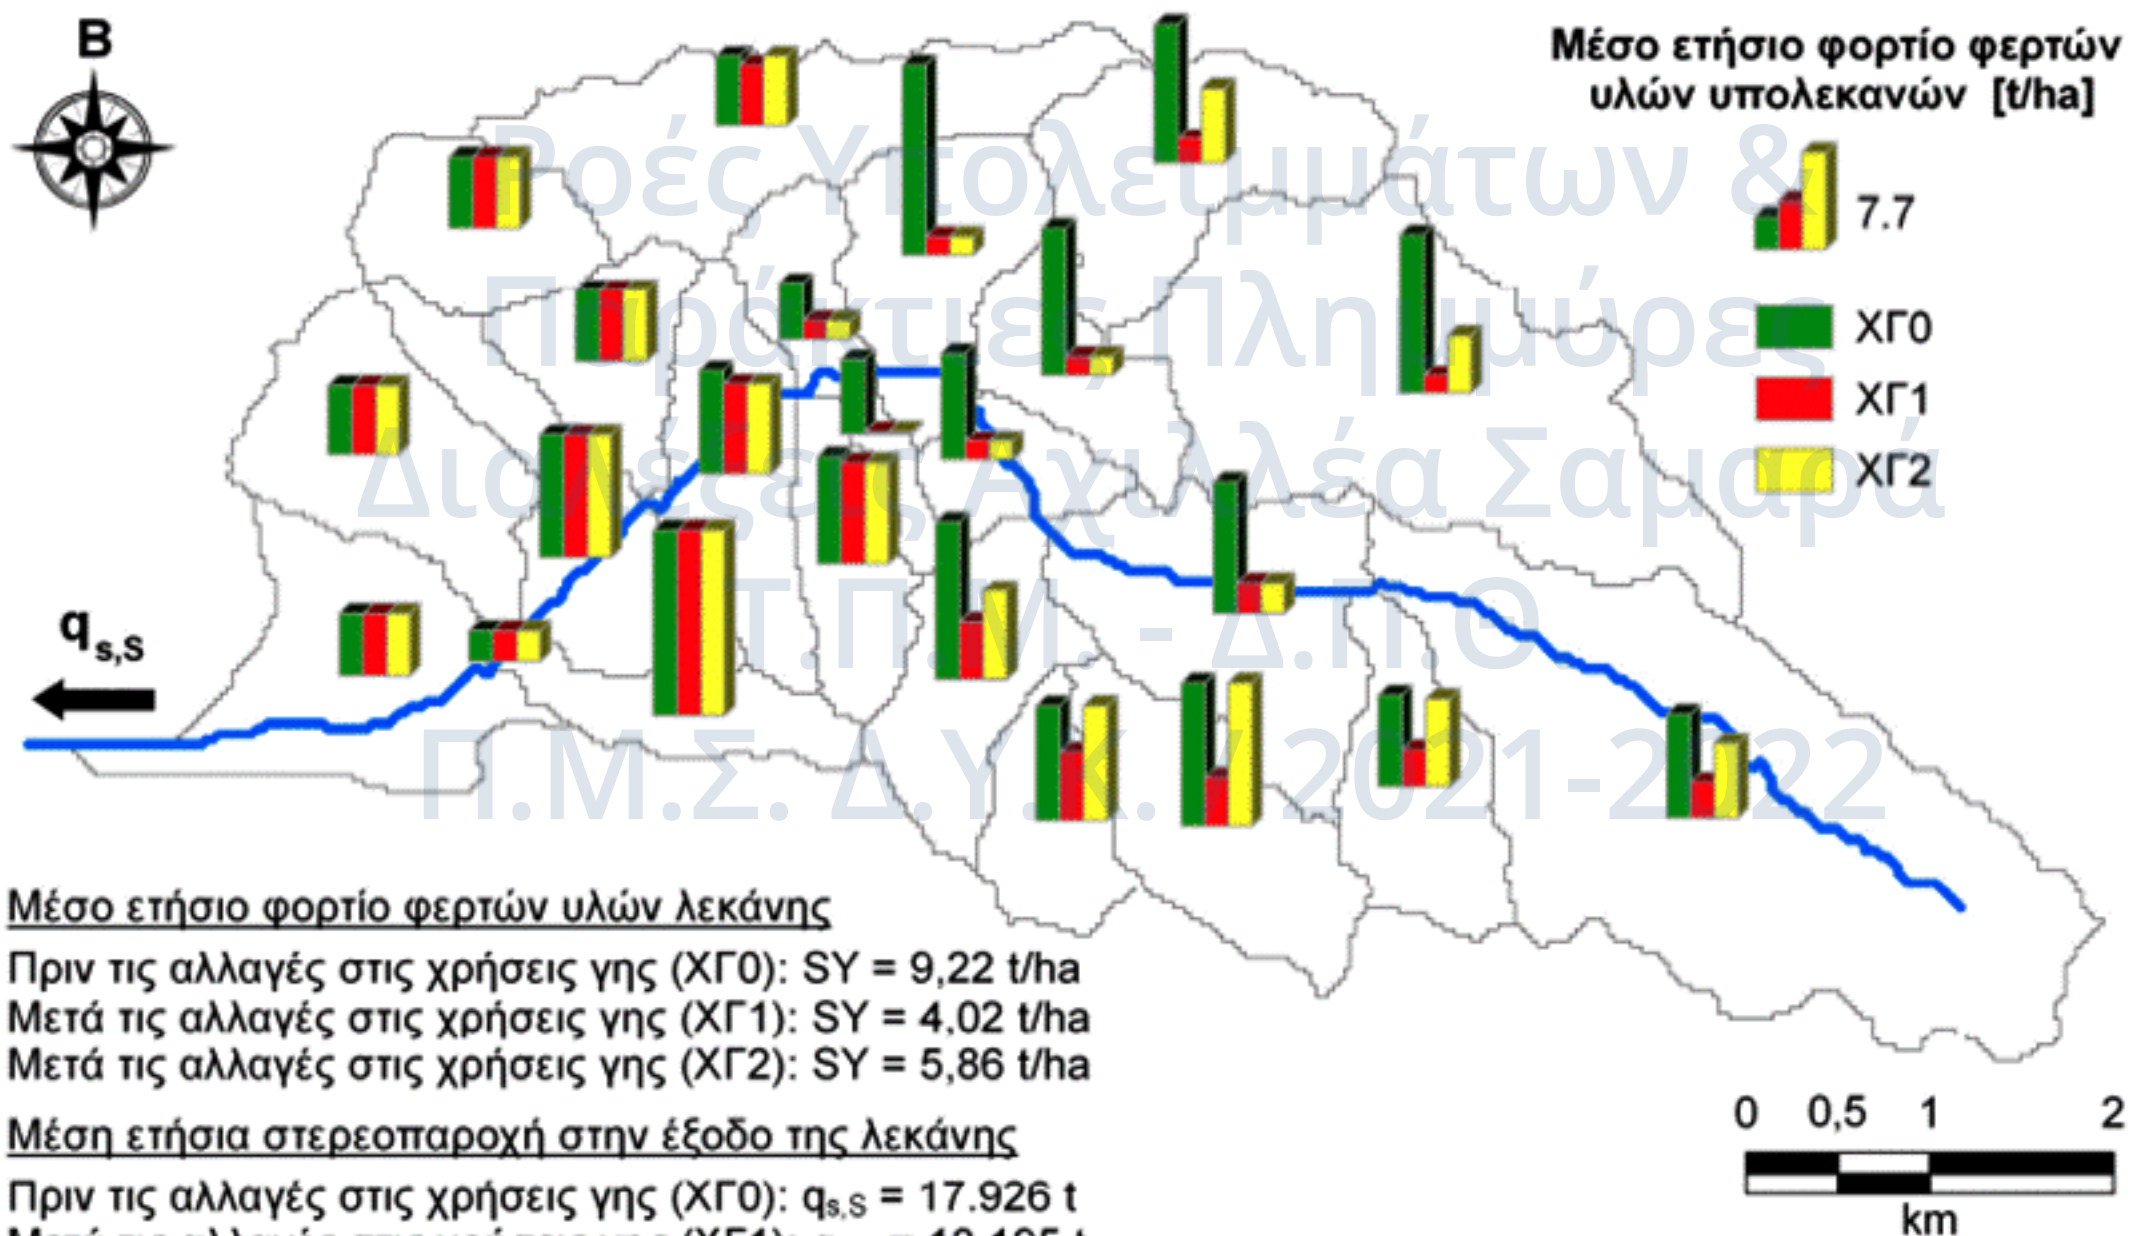 Β
Μέσο ετήσιο φορτίο φερτών
υλών υπολεκανών [t/ha]
7.7
ΧΓ0
ΧΓ1
ΧΓ2
Ροές Υπολειμμάτων &
Παράκτιες Πλημμύρες
Διαλέξεις Αχιλλέα Σαμαρά
Τ.Π.Μ. - Δ.Π.Θ
Π.Μ.Σ. Δ.Υ.Κ. / 2021-2022
qs,S
Μέσο ετήσιο φορτίο φερτών υλών λεκάνης
Πριν τις αλλαγές στις χρήσεις γης (ΧΓ0): SY = 9,22 t/ha
Μετά τις αλλαγές στις χρήσεις γης (ΧΓ1): SY = 4,02 t/ha
Μετά τις αλλαγές στις χρήσεις γης (ΧΓ2): SY = 5,86 t/ha
Μέση ετήσια στερεοπαροχή στην έξοδο της λεκάνης
Πριν τις αλλαγές στις χρήσεις γης (ΧΓ0): qs,S = 17.926 t
0 0,5 1 2
km